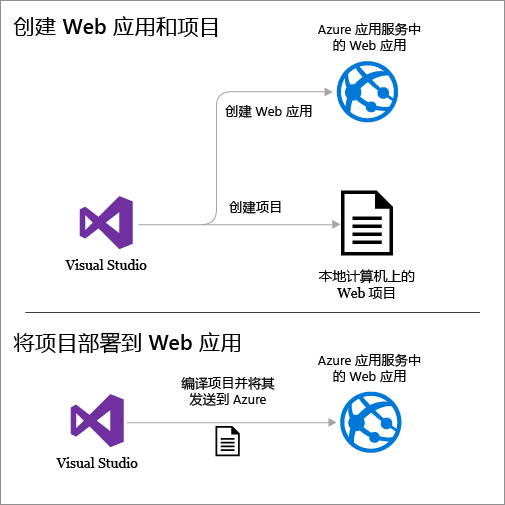 创建 Web 应用和项目
Azure 应用服务中
的 Web 应用
创建 Web 应用
创建项目
Visual Studio
本地计算机上的
Web 项目
将项目部署到 Web 应用
Azure 应用服务中
的 Web 应用
编译项目并将其
发送到 Azure
Visual Studio